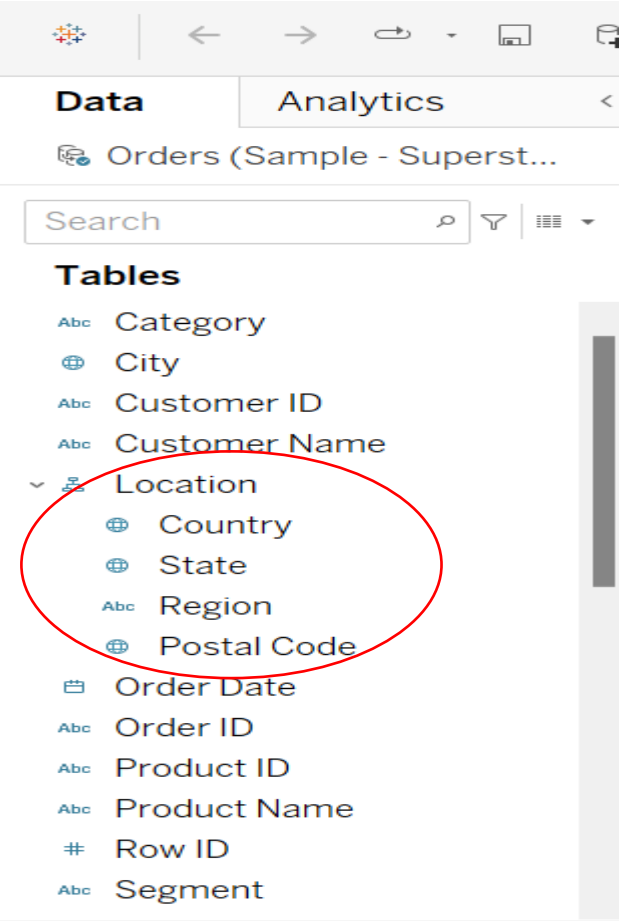 Data Analytics
Orders (Sample - Superst...
Search
Tables
Abc Category
City
Abc Customer ID
Abc Customer Name
Location
Country
State
Abc Region
Postal Code
Order Date
Abc Order ID
Abc Product ID
Abc Product Name
# Row ID
Abc Segment